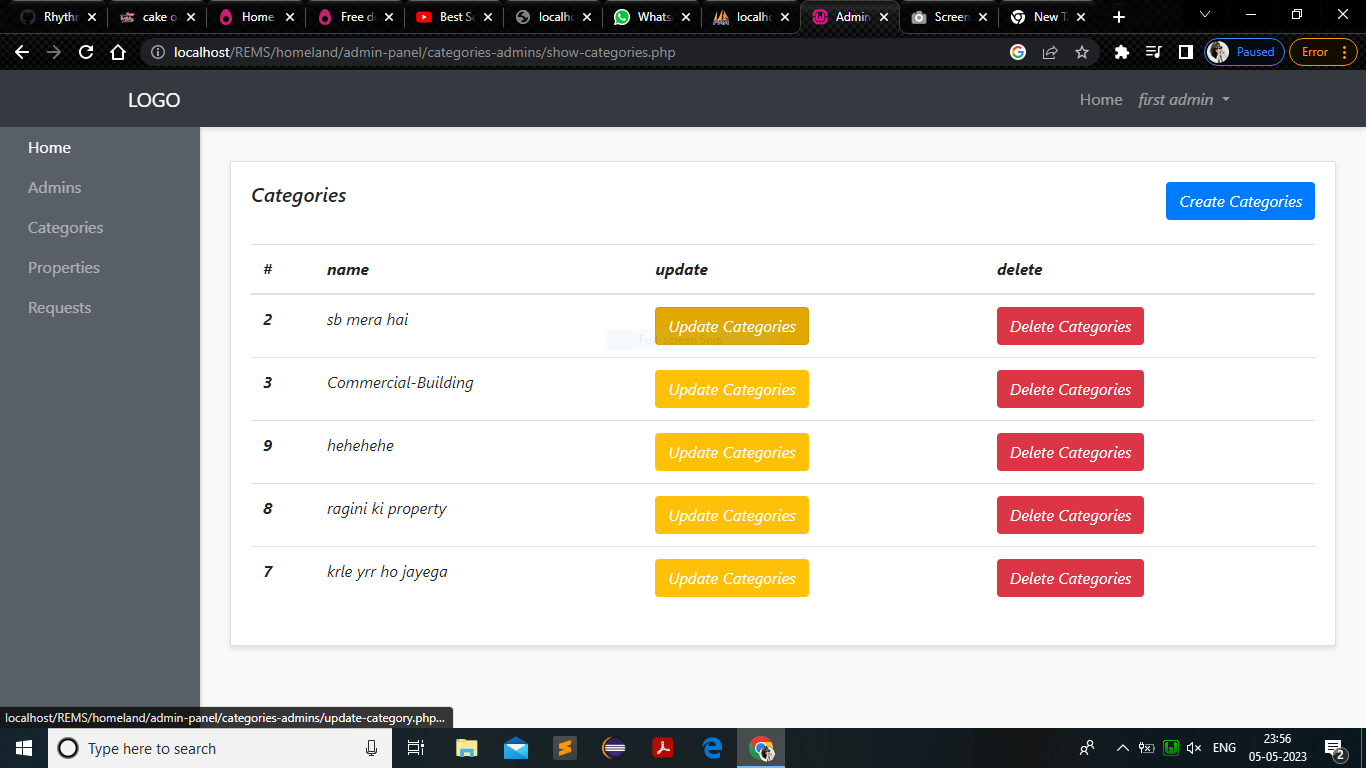 Rhythm
cake o
Home
Free d
Best S
localho
Whats
localho
Admin
Screen
New T
localhost/REMS/homeland/admin-panel/categories-admins/show-categories.php
Paused
Error
LOGO
Home
first admin
Home
Admins
Categories
Properties
Requests
Categories
Create Categories
# name update delete
2 sb mera hai Update Categories Delete Categories
Full-screen Snip
3 Commercial-Building Update Categories Delete Categories
9 hehehehe Update Categories Delete Categories
8 ragini ki property Update Categories Delete Categories
7 krle yrr ho jayega Update Categories Delete Categories
localhost/REMS/homeland/admin-panel/categories-admins/update-category.php...
Type here to search
ENG
23:56
05-05-2023
2